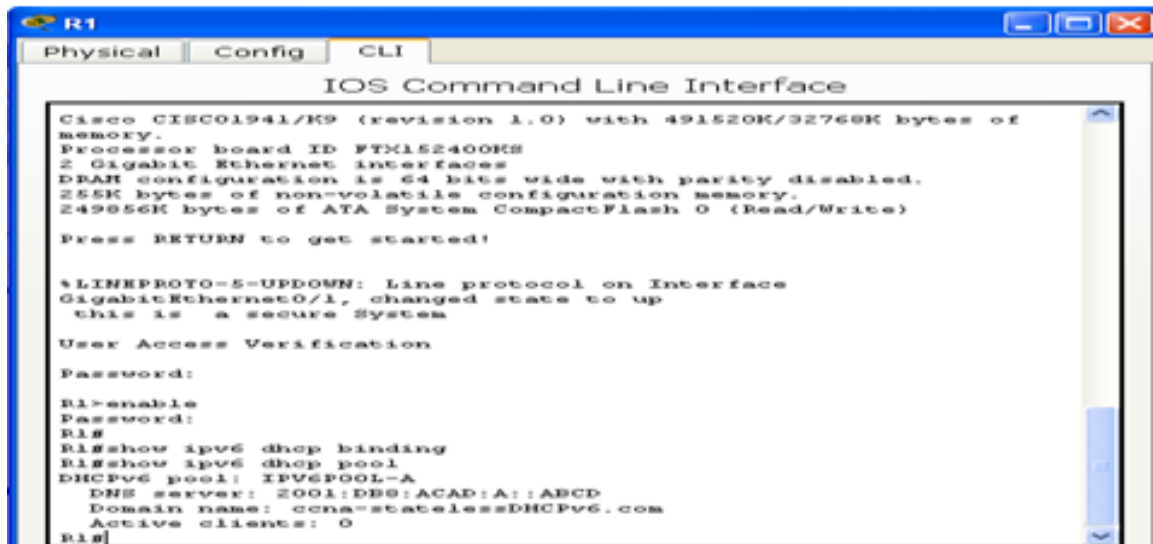 R1
Physical Config CLI
IOS Command Line Interface
Cisco CISCO1941/K9 (revision 1.0) with 491520K/32768K bytes of
memory.
Processor board ID FTX152400KS
2 Gigabit Ethernet interfaces
DRAM configuration is 64 bits wide with parity disabled.
255K bytes of non-volatile configuration memory.
249856K bytes of ATA System CompactFlash 0 (Read/Write)
Press RETURN to get started!
%LINEPROTO-5-UPDOWN: Line protocol on Interface
GigabitEthernet0/1, changed state to up
this is a secure System
User Access Verification
Password:
R1>enable
Password:
R1#
R1#show ipv6 dhcp binding
R1#show ipv6 dhcp pool
DHCPv6 pool: IPV6POOL-A
DNS server: 2001:DB8:ACAD:A::ABCD
Domain name: ccna-statelessDHCPv6.com
Active clients: 0
R1#